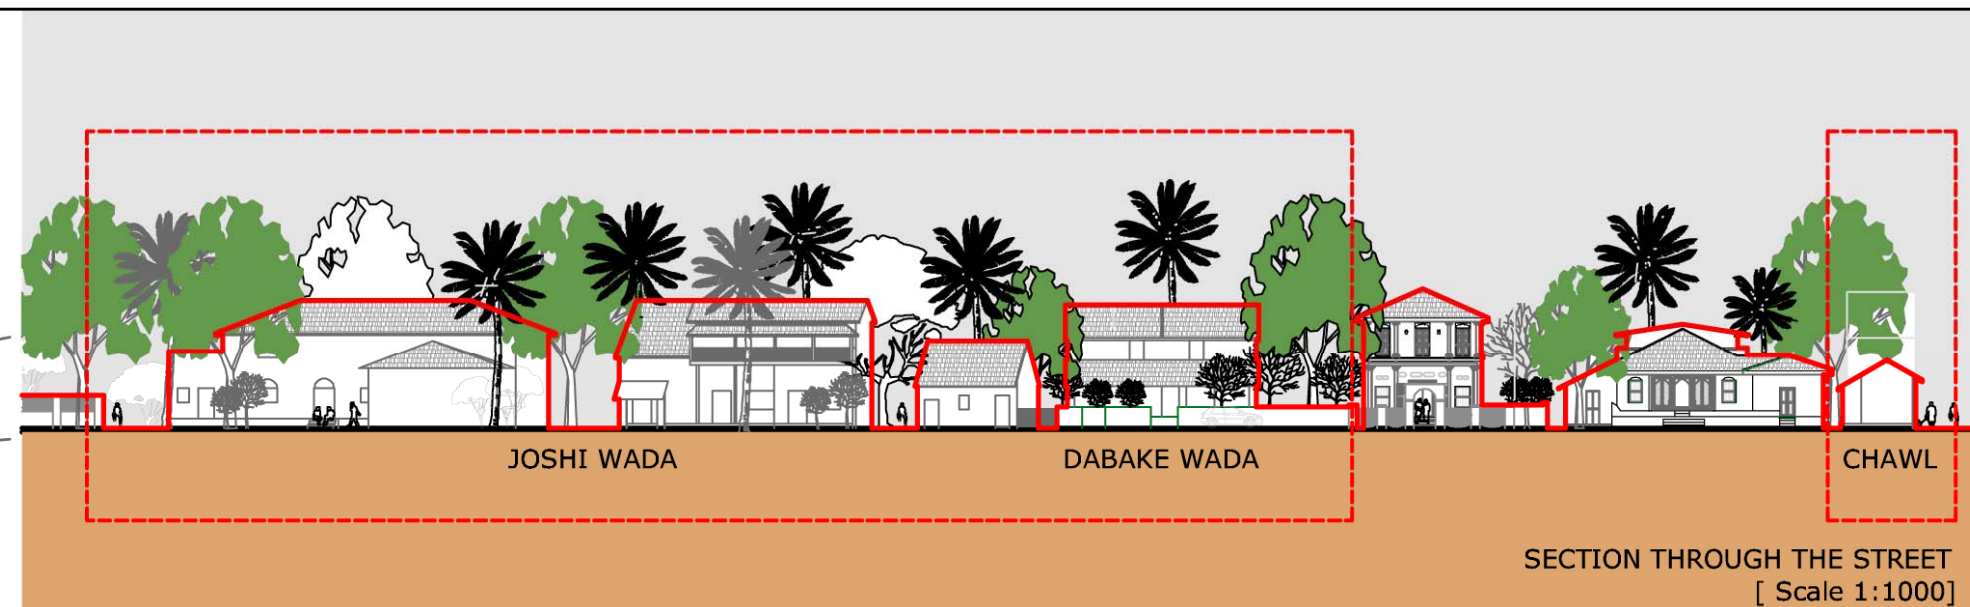 JOSHI WADA
DABAKE WADA
CHAWL
SECTION THROUGH THE STREET
[ Scale 1:1000]